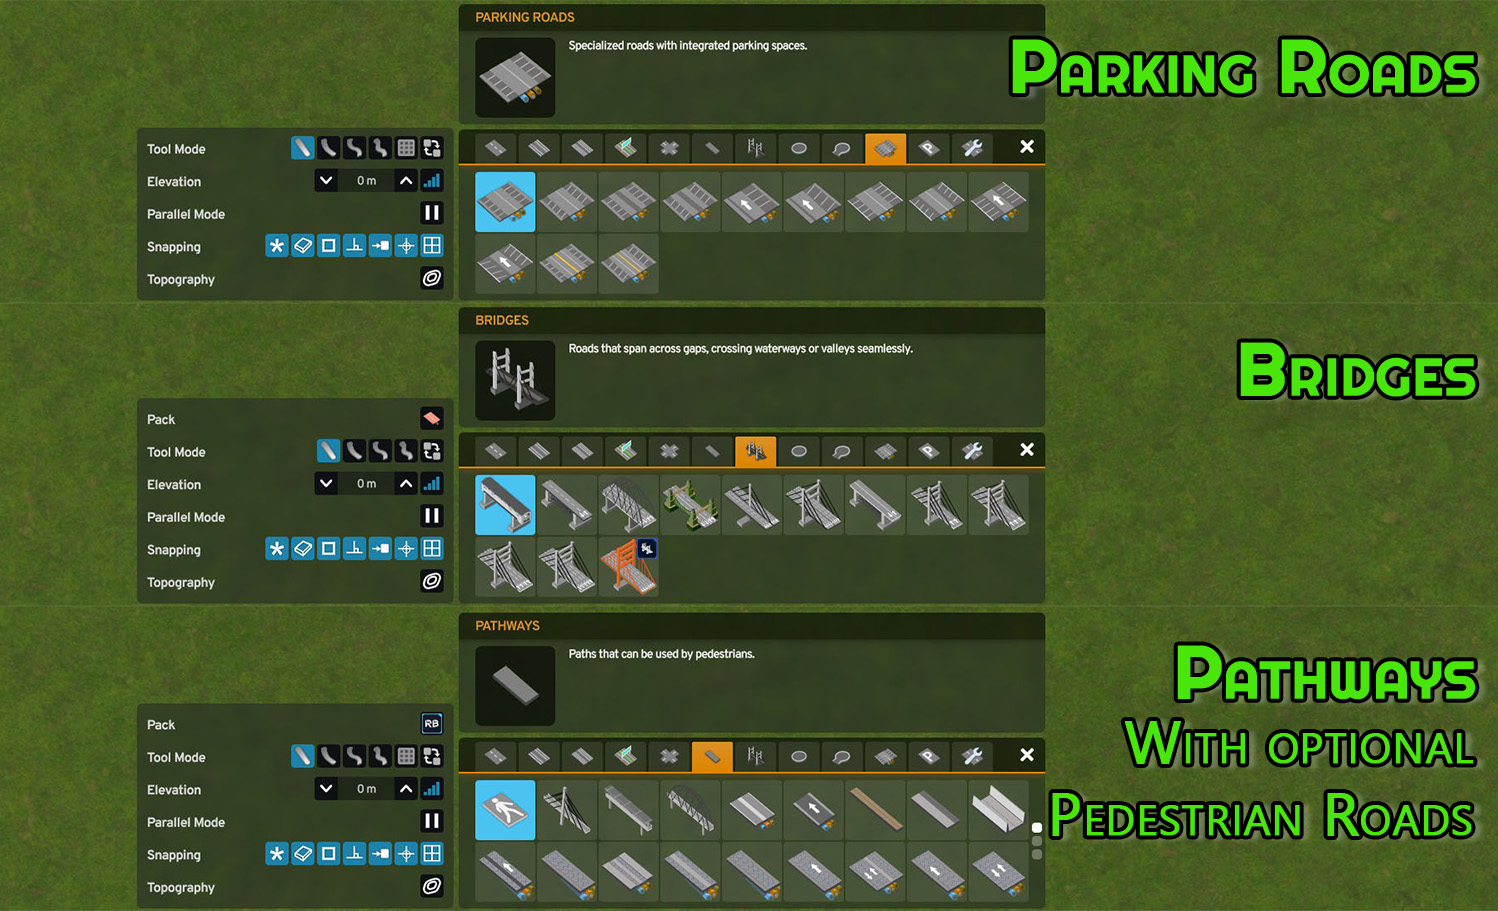 PARKING ROADS
Specialized roads with integrated parking spaces.
Parking Roads
Tool Mode
Elevation
0 m
Parallel Mode
Snapping
Topography
P
BRIDGES
Roads that span across gaps, crossing waterways or valleys seamlessly.
Bridges
Pack
Tool Mode
Elevation
0 m
Parallel Mode
Snapping
Topography
P
PATHWAYS
Paths that can be used by pedestrians.
Pathways
With optional
Pedestrian Roads
Pack
RB
Tool Mode
Elevation
0 m
Parallel Mode
Snapping
Topography
P